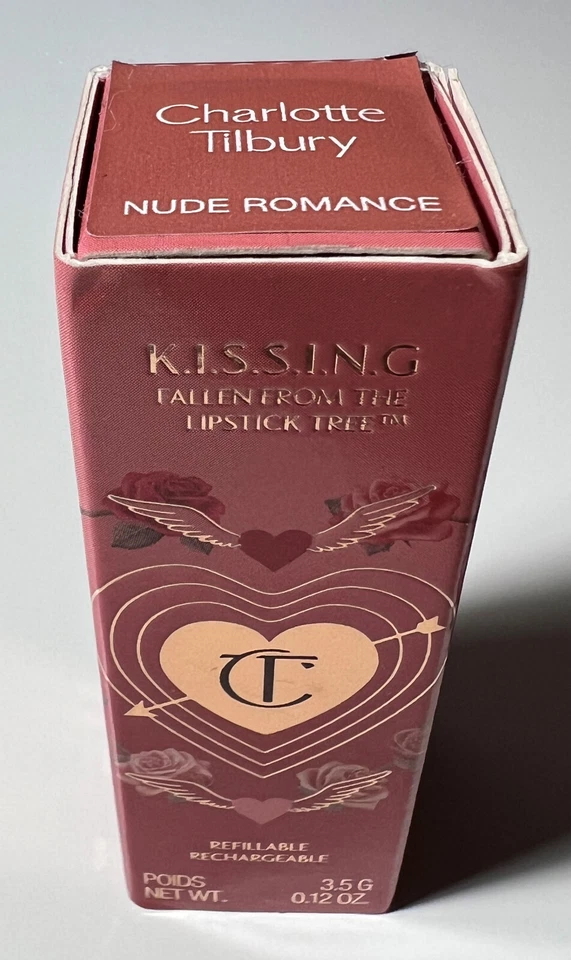 Charlotte
Tilbury
NUDE ROMANCE
K.I.S.S.I.N.G
FALLEN FROM THE
LIPSTICK TREE™
CT
REFILLABLE
RECHARGEABLE
POIDS 3.5 G
NET WT. 0.12 OZ